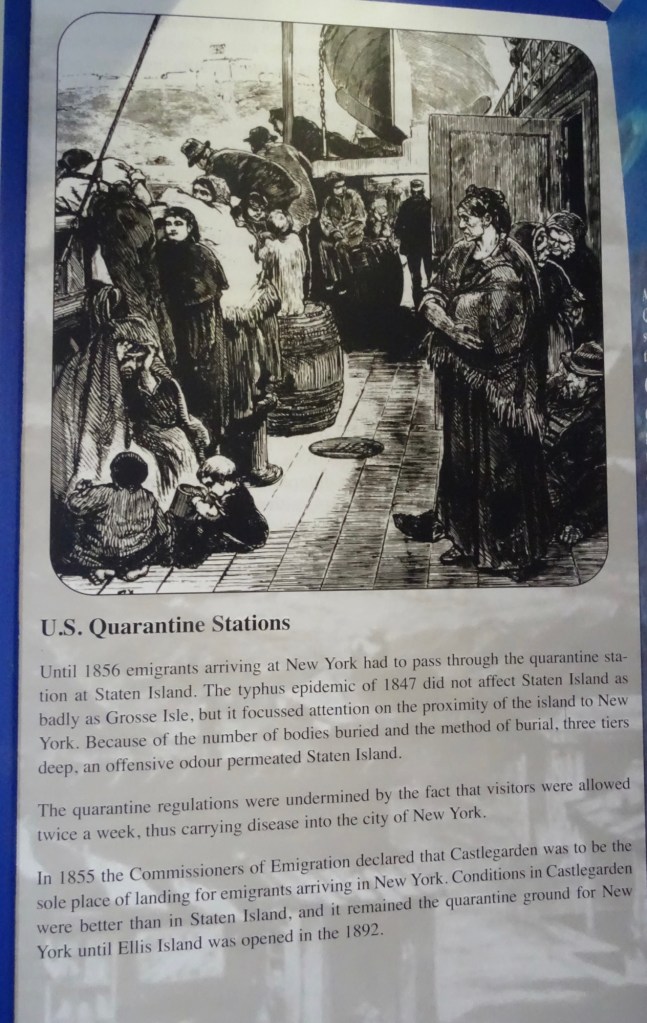 U.S. Quarantine Stations
Until 1856 emigrants arriving at New York had to pass through the quarantine sta-
tion at Staten Island. The typhus epidemic of 1847 did not affect Staten Island as
badly as Grosse Isle, but it focussed attention on the proximity of the island to New
York. Because of the number of bodies buried and the method of burial, three tiers
deep, an offensive odour permeated Staten Island.
The quarantine regulations were undermined by the fact that visitors were allowed
twice a week, thus carrying disease into the city of New York.
In 1855 the Commissioners of Emigration declared that Castlegarden was to be the
sole place of landing for emigrants arriving in New York. Conditions in Castlegarden
were better than in Staten Island, and it remained the quarantine ground for New
York until Ellis Island was opened in the 1892.